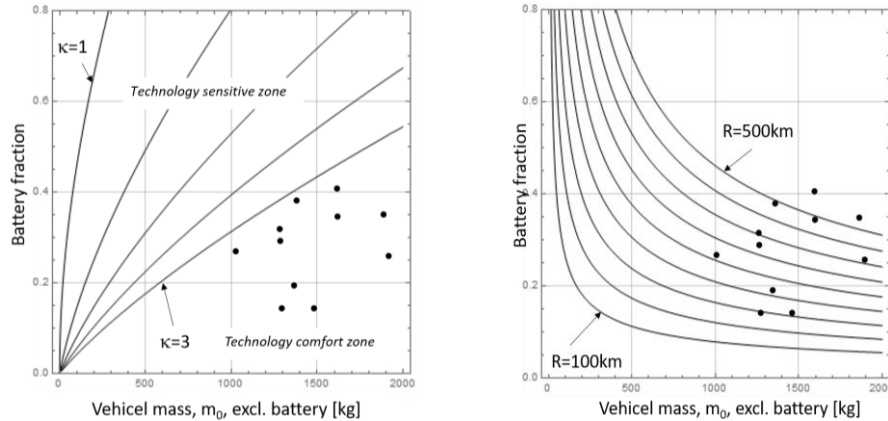 0.8
κ=1
Technology sensitive zone
0.6
Battery fraction
0.4
0.2
κ=3
Technology comfort zone
0.0
0 500 1000 1500 2000
Vehicel mass, m₀, excl. battery [kg]
0.8
0.6
R=500km
Battery fraction
0.4
0.2
R=100km
0.0
0 500 1000 1500 2000
Vehicel mass, m₀, excl. battery [kg]